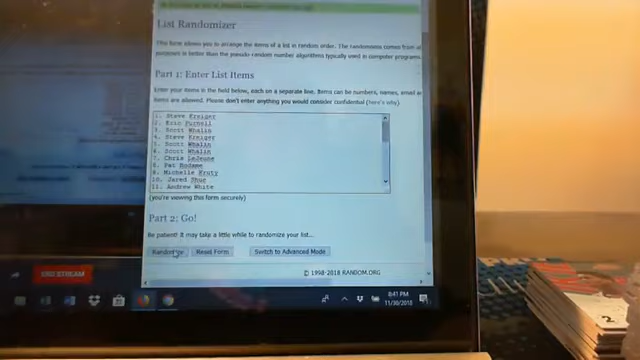 List Randomizer
This form allows you to arrange the items of a list in random order. The randomness comes from at
purposes is better than the pseudo-random number algorithms typically used in computer programs.
Part 1: Enter List Items
Enter your items in the field below, each on a separate line. Items can be numbers, names, email a
items are allowed. Please don't enter anything you would consider confidential (here's why).
1. Steve Kreiger
2. Eric Purnell
3. Scott Whalin
4. Steve Kreiger
5. Scott Whalin
6. Scott Whalin
7. Chris LeJeune
8. Pat
9. Michelle
10. Jared
11. Andrew White
(you're viewing this form securely)
Part 2: Go!
Be patient! It may take a little while to randomize your list...
Randomize Reset Form Switch to Advanced Mode
© 1998-2018 RANDOM.ORG
END STREAM
8:41 PM
11/30/2018
2